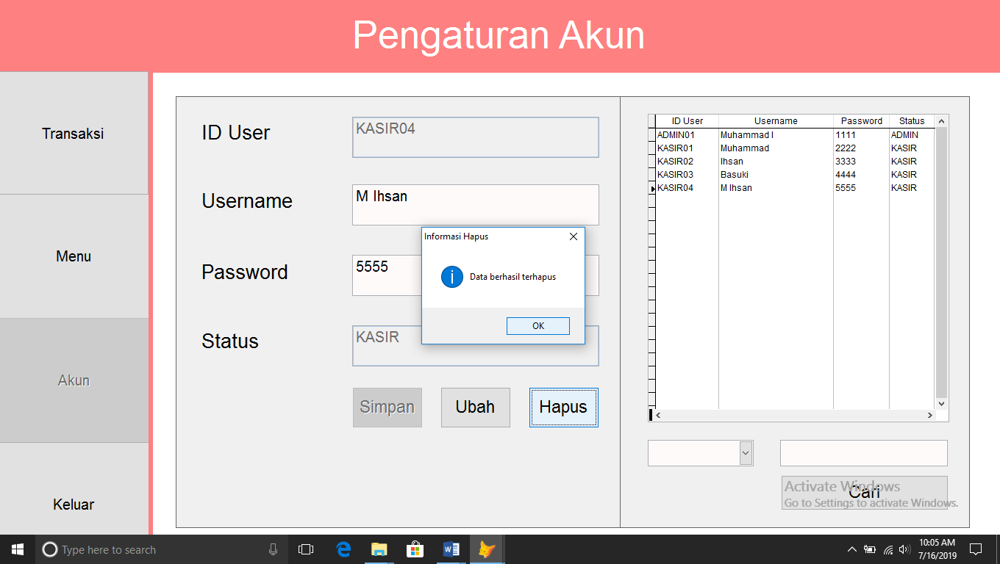 Pengaturan Akun
Transaksi
Menu
Akun
Keluar
ID User
KASIR04
Username
M Ihsan
Password
5555
Status
KASIR
Simpan
Ubah
Hapus
Informasi Hapus
Data berhasil terhapus
OK
ID User Username Password Status
ADMIN01 Muhammad I 1111 ADMIN
KASIR01 Muhammad 2222 KASIR
KASIR02 Ihsan 3333 KASIR
KASIR03 Basuki 4444 KASIR
KASIR04 M Ihsan 5555 KASIR
Cari
Activate Windows
Go to Settings to activate Windows.
Type here to search
10:05 AM
7/16/2019